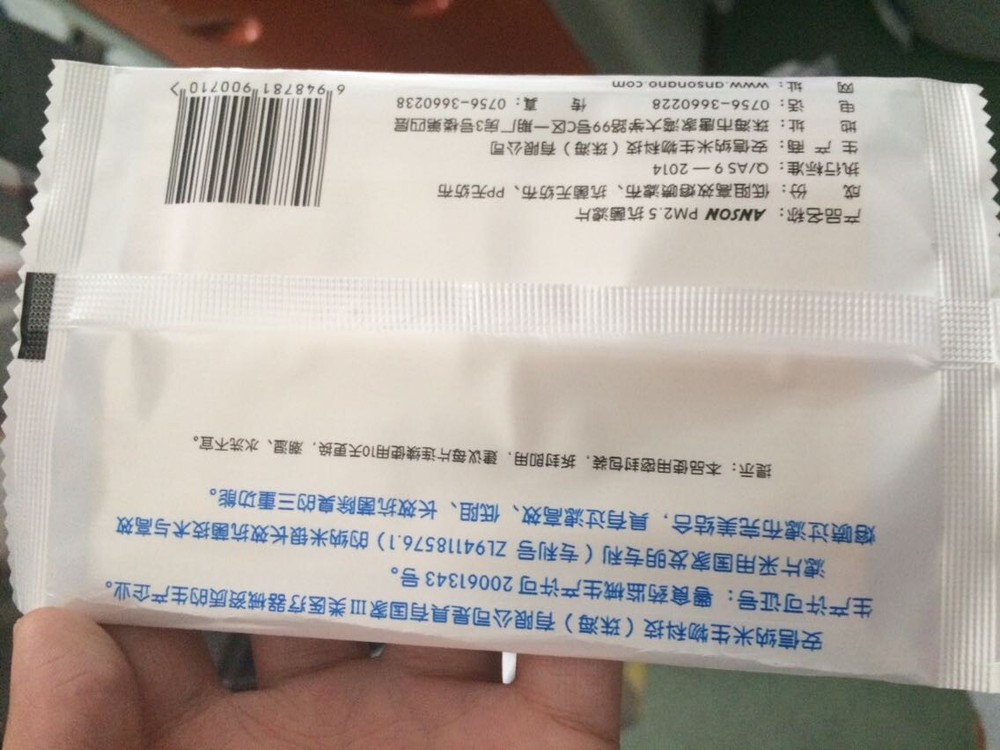 安信纳米生物科技（珠海）有限公司是具有国家III类医疗器械资质的生产企业。
生产许可证号：粤食药监械生产许可20061343号。
滤片采用国家发明专利（专利号 ZL94118576.1）的纳米银长效抗菌技术与高效
熔喷过滤布完美结合，具有过滤高效、低阻、长效抗菌除臭的三重功能。
提示：本品使用密封包装，拆封即用，建议每片连续使用10天更换，潮湿、水洗不宜。
产品名称：ANSON PM2.5抗菌滤片
成 份：低阻高效熔喷滤布、抗菌无纺布、PP无纺布
执行标准：Q/AS 9 — 2014
生 产 商：安信纳米生物科技（珠海）有限公司
地 址：珠海市唐家湾大学路99号C区一期厂房3号楼第四层
电 话：0756-3660228 传 真：0756-3660238
网 址：www.ansonano.com
6 948781 900710 >